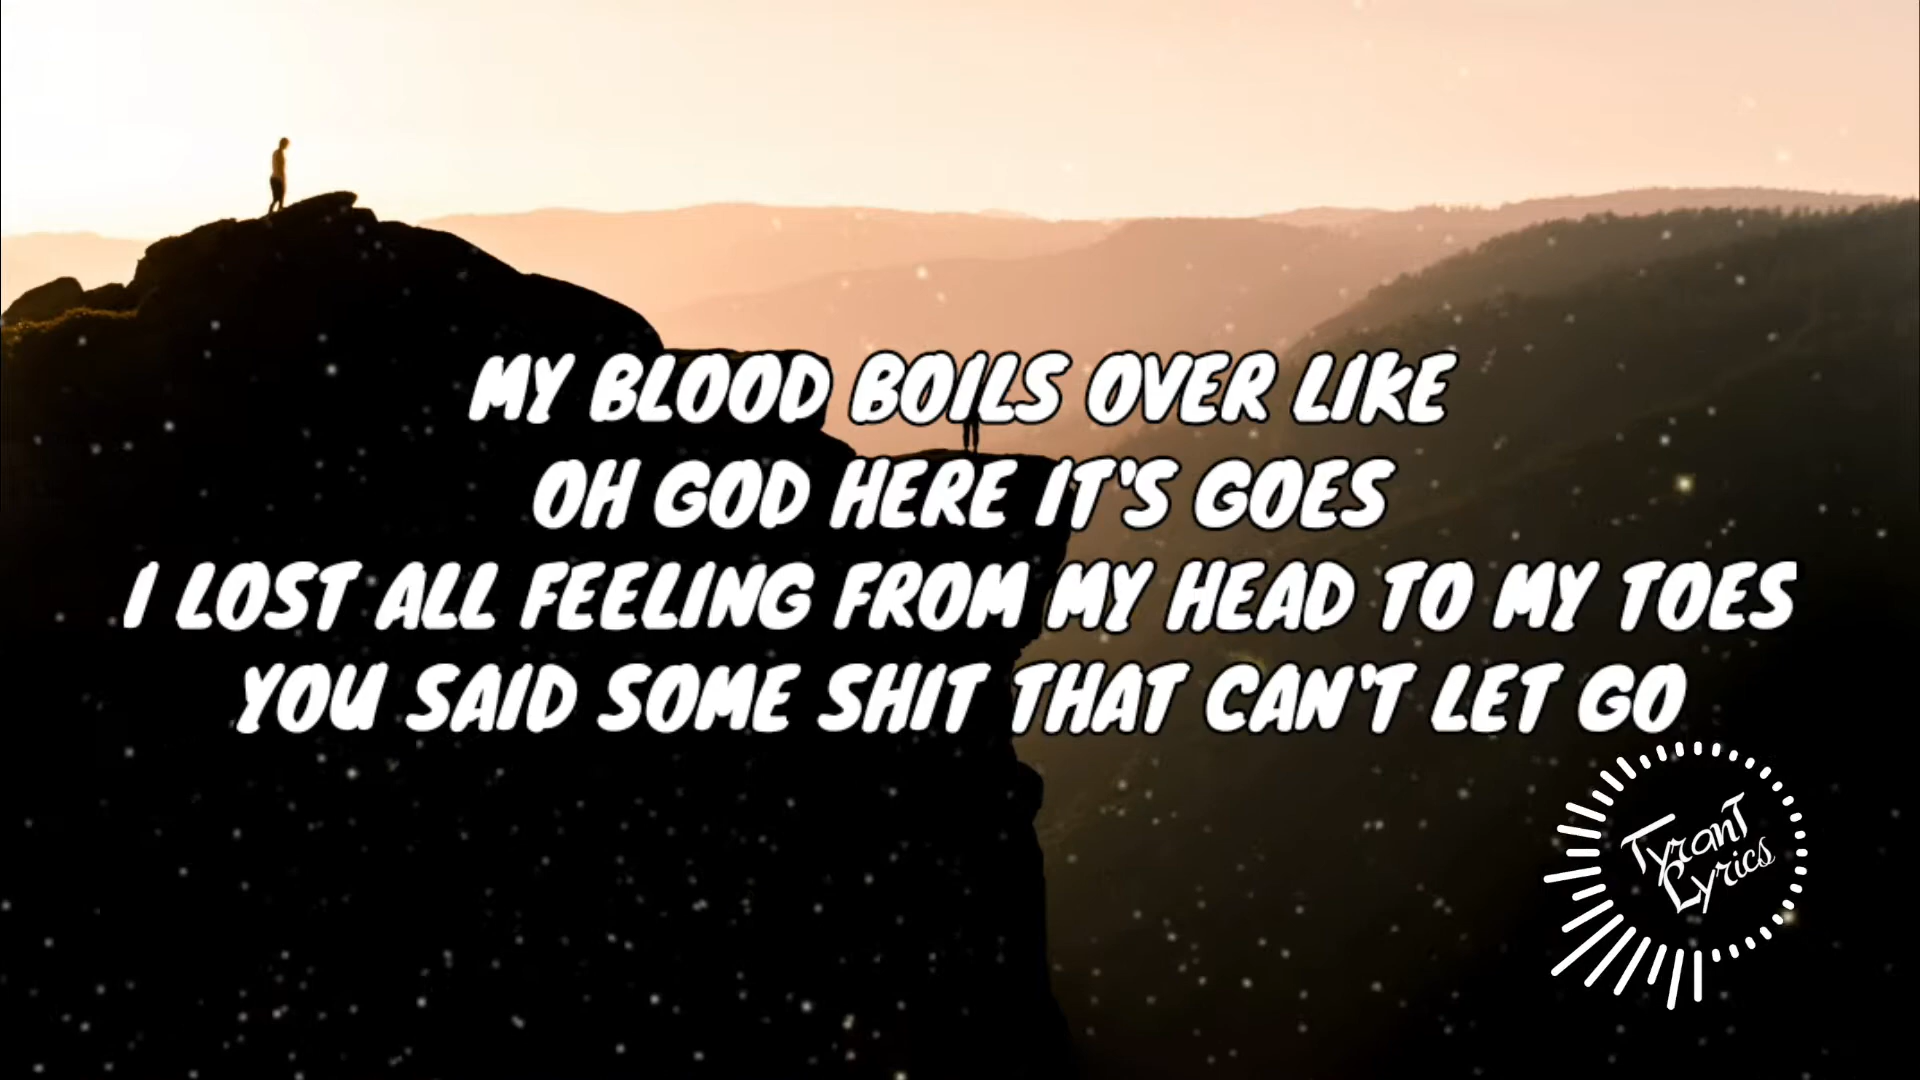 MY BLOOD BOILS OVER LIKE
OH GOD HERE IT'S GOES
I LOST ALL FEELING FROM MY HEAD TO MY TOES
YOU SAID SOME SHIT THAT CAN'T LET GO
TyranT
Lyrics